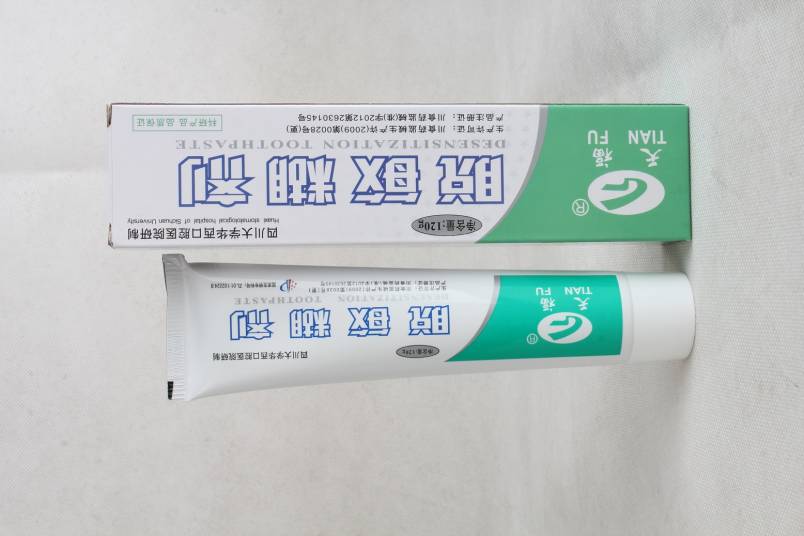 四川大学华西口腔医院研制
净含量:120g
®
脱敏糊剂
天福
TIAN FU
DESENSITIZATION TOOTHPASTE
四川大学华西口腔医院研制
Huaxi stomatological hospital of Sichuan University
净含量:120g
®
脱敏糊剂
天福
TIAN FU
DESENSITIZATION TOOTHPASTE
生产许可证：川食药监械生产许(2009)第0028号(更)
产品注册证：川食药监械(准)字2012第2630145号
科研产品 品质保证